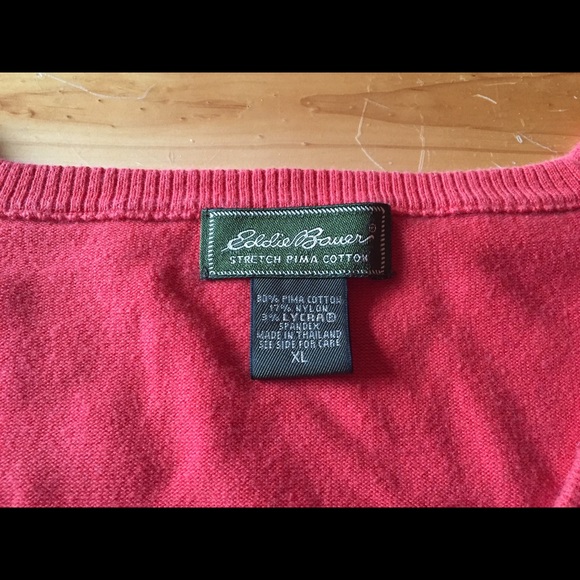 Eddie Bauer®
STRETCH PIMA COTTON
80% PIMA COTTON
17% NYLON
3% LYCRA®
SPANDEX
MADE IN THAILAND
SEE SIDE FOR CARE
XL